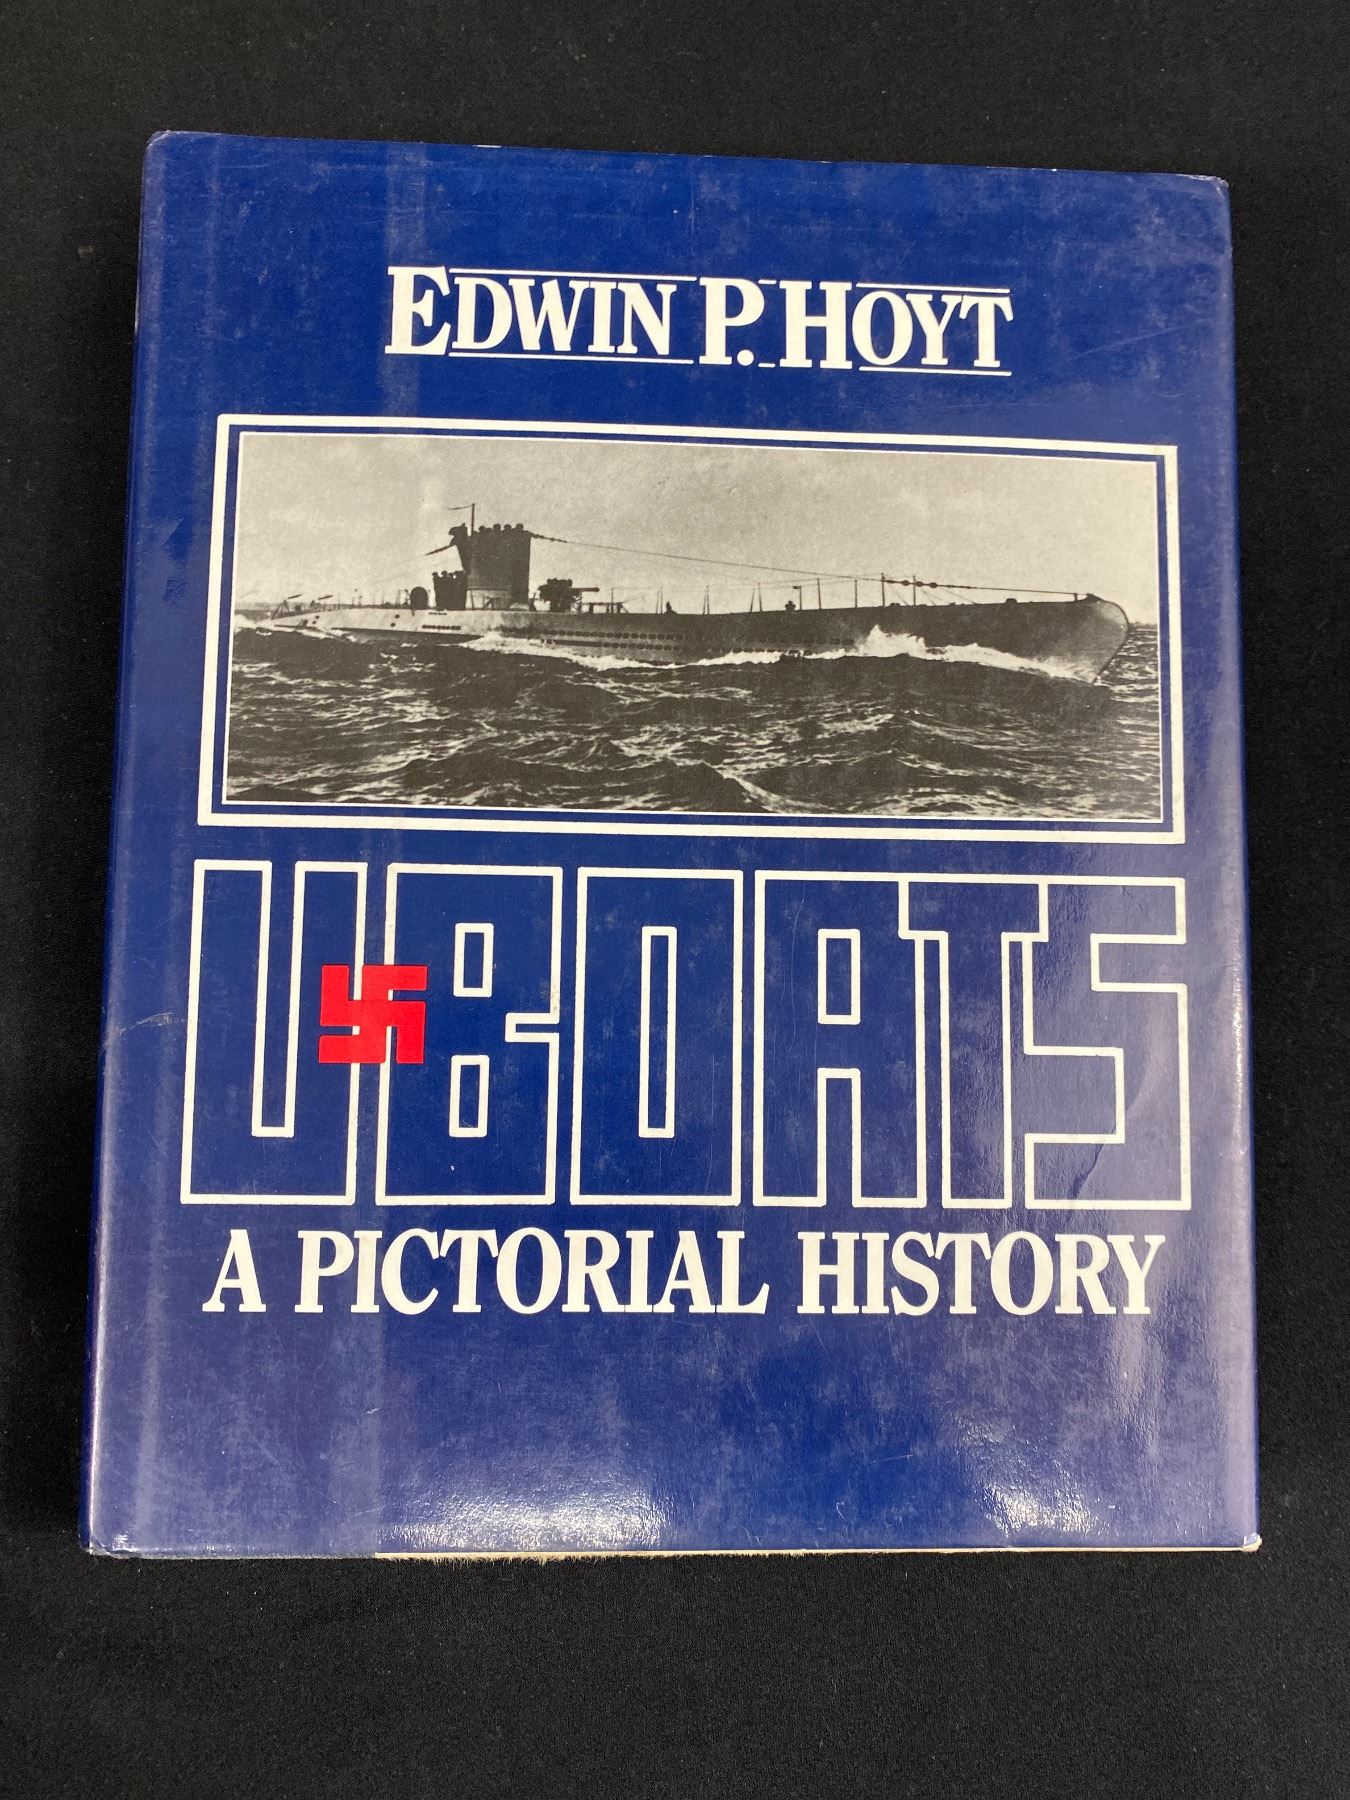 EDWIN P. HOYT
U BOATS
A PICTORIAL HISTORY